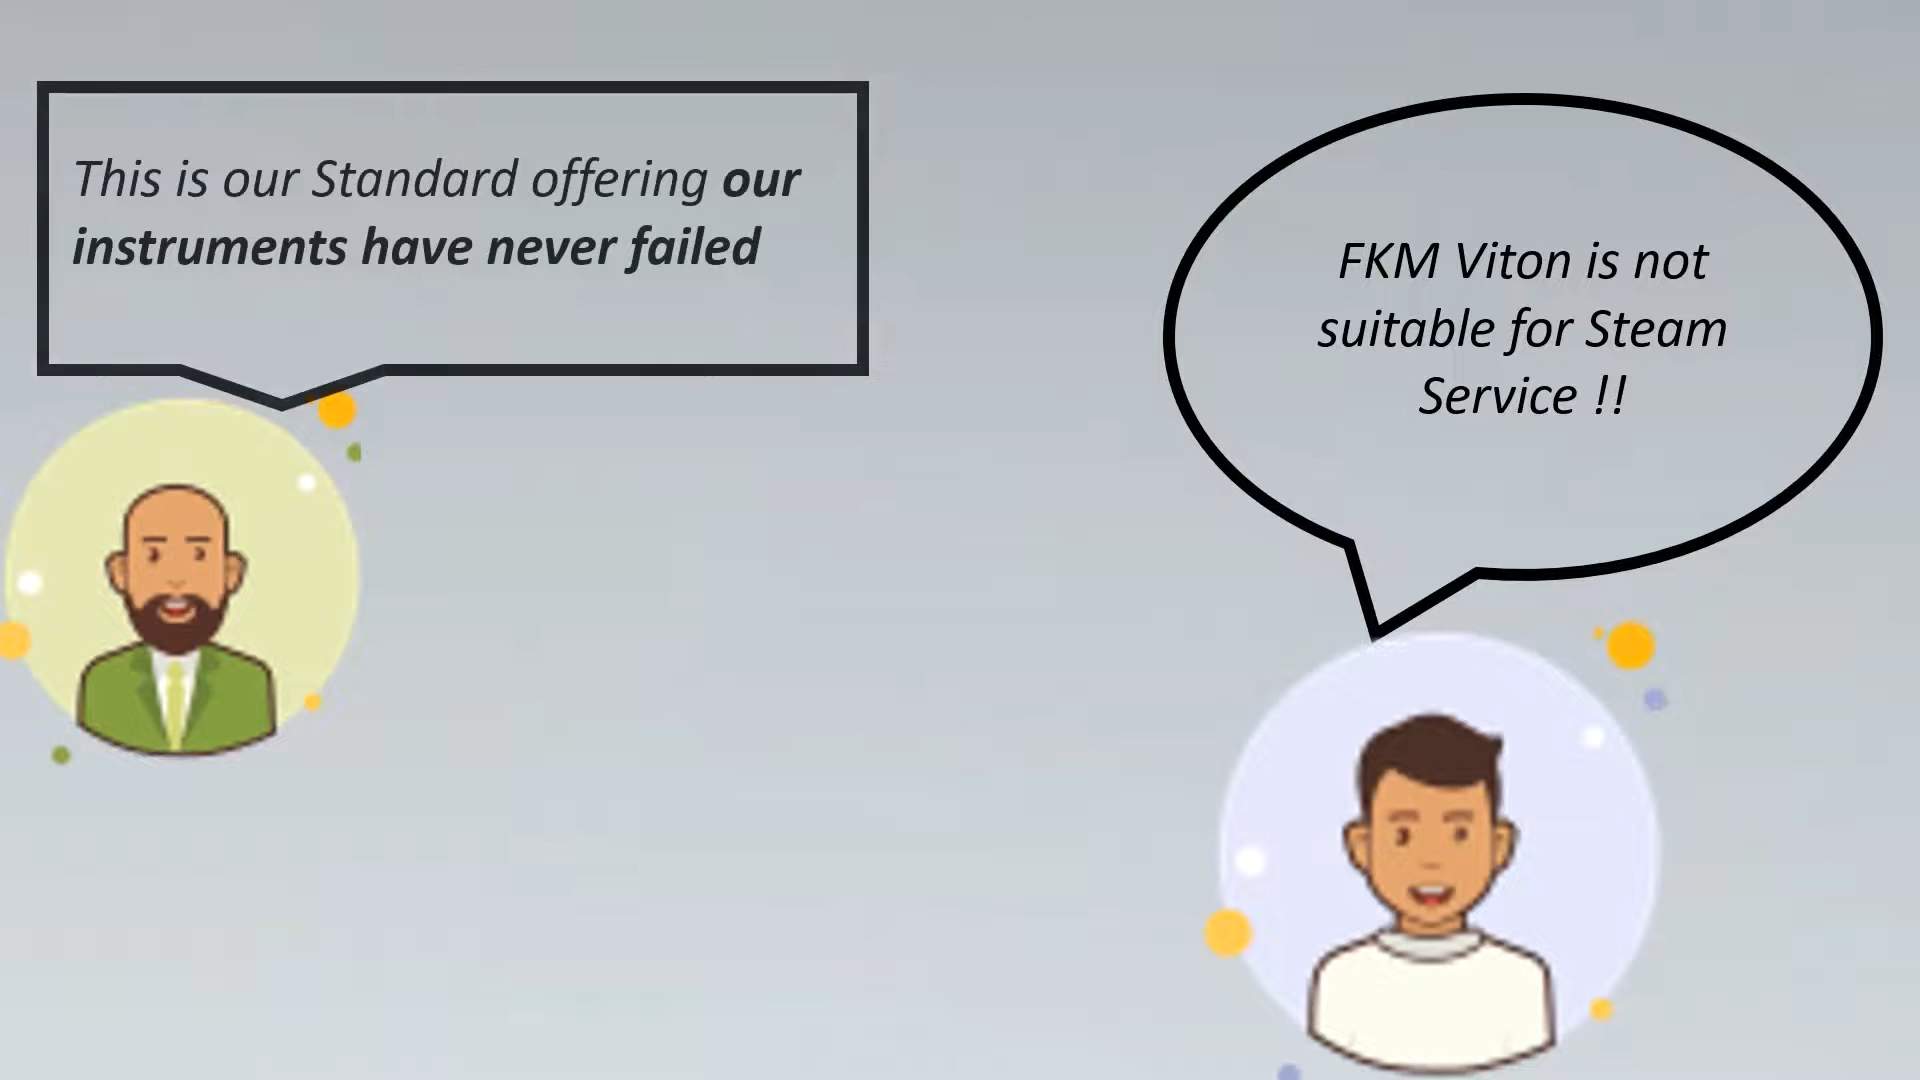 This is our Standard offering our
instruments have never failed
FKM Viton is not
suitable for Steam
Service !!